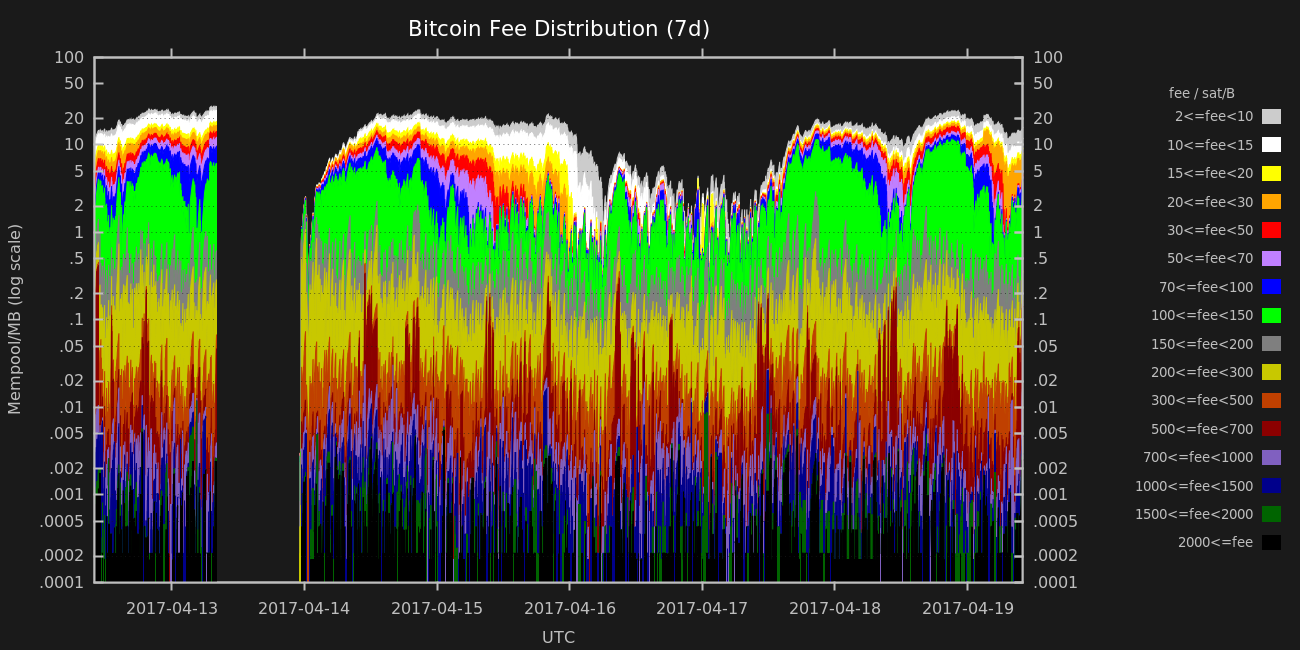 Bitcoin Fee Distribution (7d)
100
50
20
10
5
2
1
.5
.2
.1
.05
.02
.01
.005
.002
.001
.0005
.0002
.0001
Mempool/MB (log scale)
100
50
20
10
5
2
1
.5
.2
.1
.05
.02
.01
.005
.002
.001
.0005
.0002
.0001
2017-04-13 2017-04-14 2017-04-15 2017-04-16 2017-04-17 2017-04-18 2017-04-19
UTC
fee / sat/B
2<=fee<10
10<=fee<15
15<=fee<20
20<=fee<30
30<=fee<50
50<=fee<70
70<=fee<100
100<=fee<150
150<=fee<200
200<=fee<300
300<=fee<500
500<=fee<700
700<=fee<1000
1000<=fee<1500
1500<=fee<2000
2000<=fee